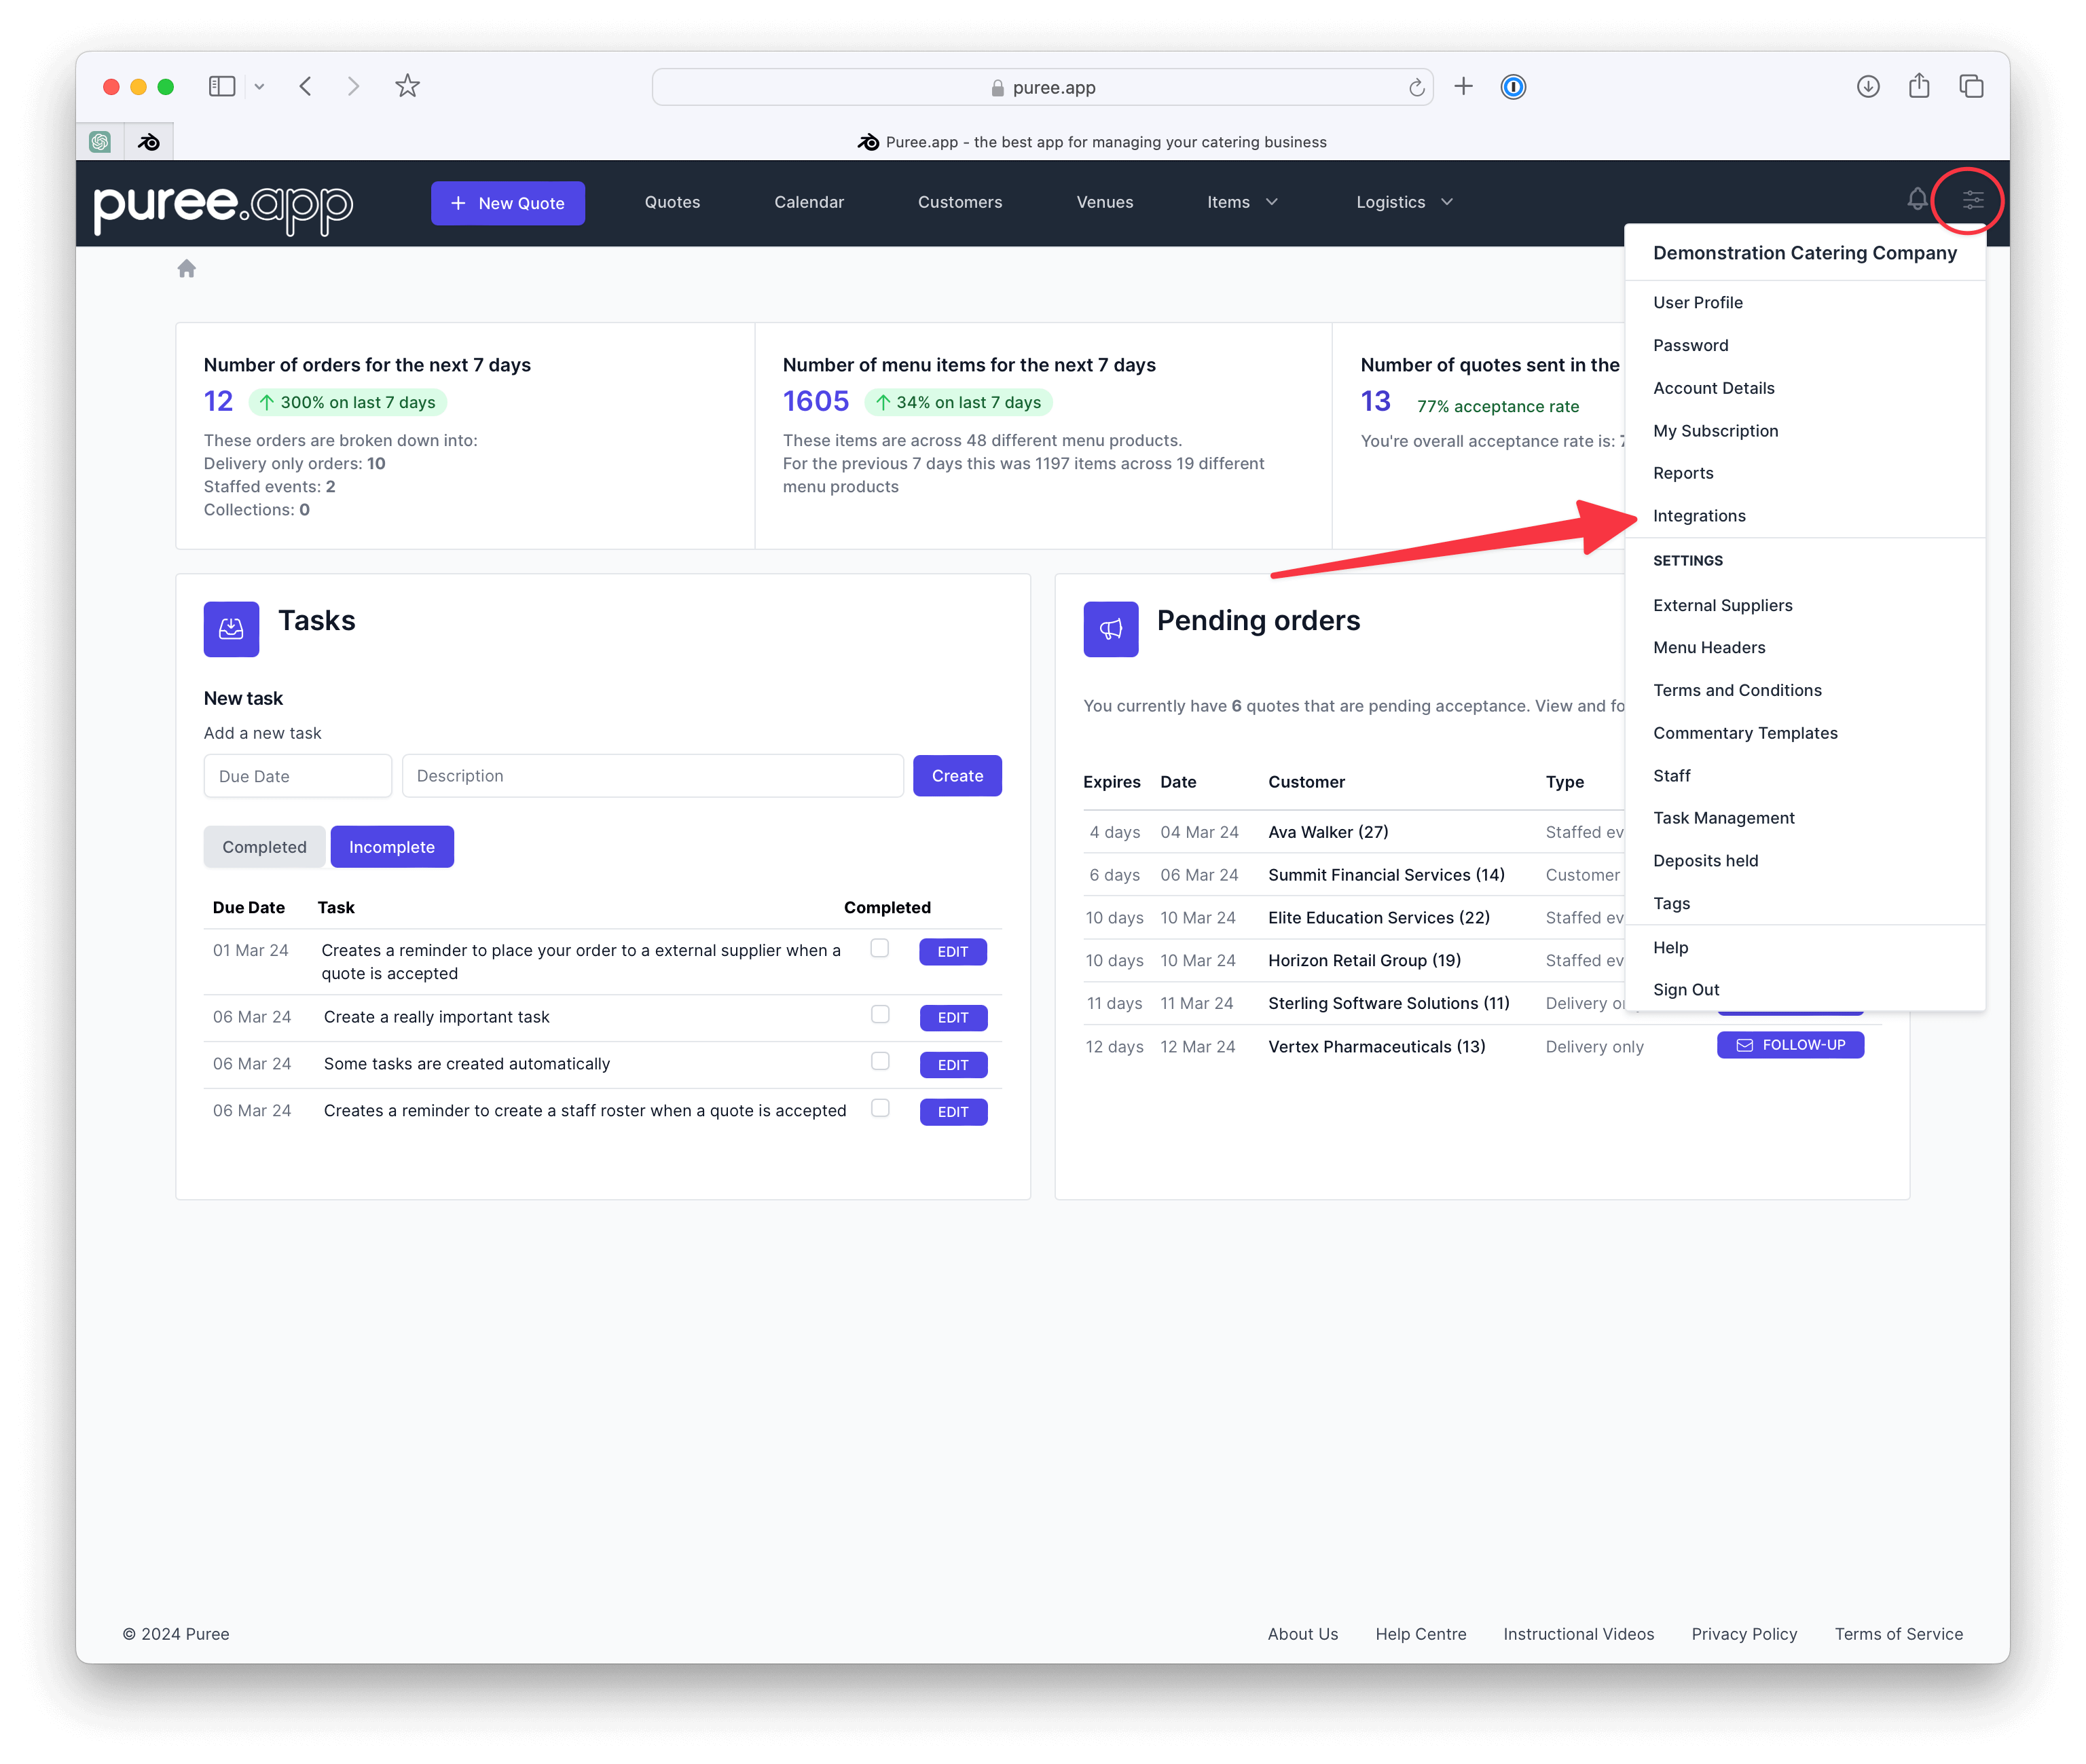 puree.app
Puree.app - the best app for managing your catering business
puree.app
New Quote
Quotes
Calendar
Customers
Venues
Items
Logistics
Demonstration Catering Company
User Profile
Password
Account Details
My Subscription
Reports
Integrations
SETTINGS
External Suppliers
Menu Headers
Terms and Conditions
Commentary Templates
Staff
Task Management
Deposits held
Tags
Help
Sign Out
Number of orders for the next 7 days
12 300% on last 7 days
These orders are broken down into:
Delivery only orders: 10
Staffed events: 2
Collections: 0
Number of menu items for the next 7 days
1605 34% on last 7 days
These items are across 48 different menu products.
For the previous 7 days this was 1197 items across 19 different
menu products
Number of quotes sent in the
13 77% acceptance rate
You're overall acceptance rate is:
Tasks
New task
Add a new task
Due Date Description Create
Completed Incomplete
Due Date Task Completed
01 Mar 24 Creates a reminder to place your order to a external supplier when a EDIT
quote is accepted
06 Mar 24 Create a really important task EDIT
06 Mar 24 Some tasks are created automatically EDIT
06 Mar 24 Creates a reminder to create a staff roster when a quote is accepted EDIT
Pending orders
You currently have 6 quotes that are pending acceptance. View and fo
Expires Date Customer Type
4 days 04 Mar 24 Ava Walker (27) Staffed ev
6 days 06 Mar 24 Summit Financial Services (14) Customer
10 days 10 Mar 24 Elite Education Services (22) Staffed ev
10 days 10 Mar 24 Horizon Retail Group (19) Staffed ev
11 days 11 Mar 24 Sterling Software Solutions (11) Delivery
12 days 12 Mar 24 Vertex Pharmaceuticals (13) Delivery only FOLLOW-UP
© 2024 Puree
About Us
Help Centre
Instructional Videos
Privacy Policy
Terms of Service